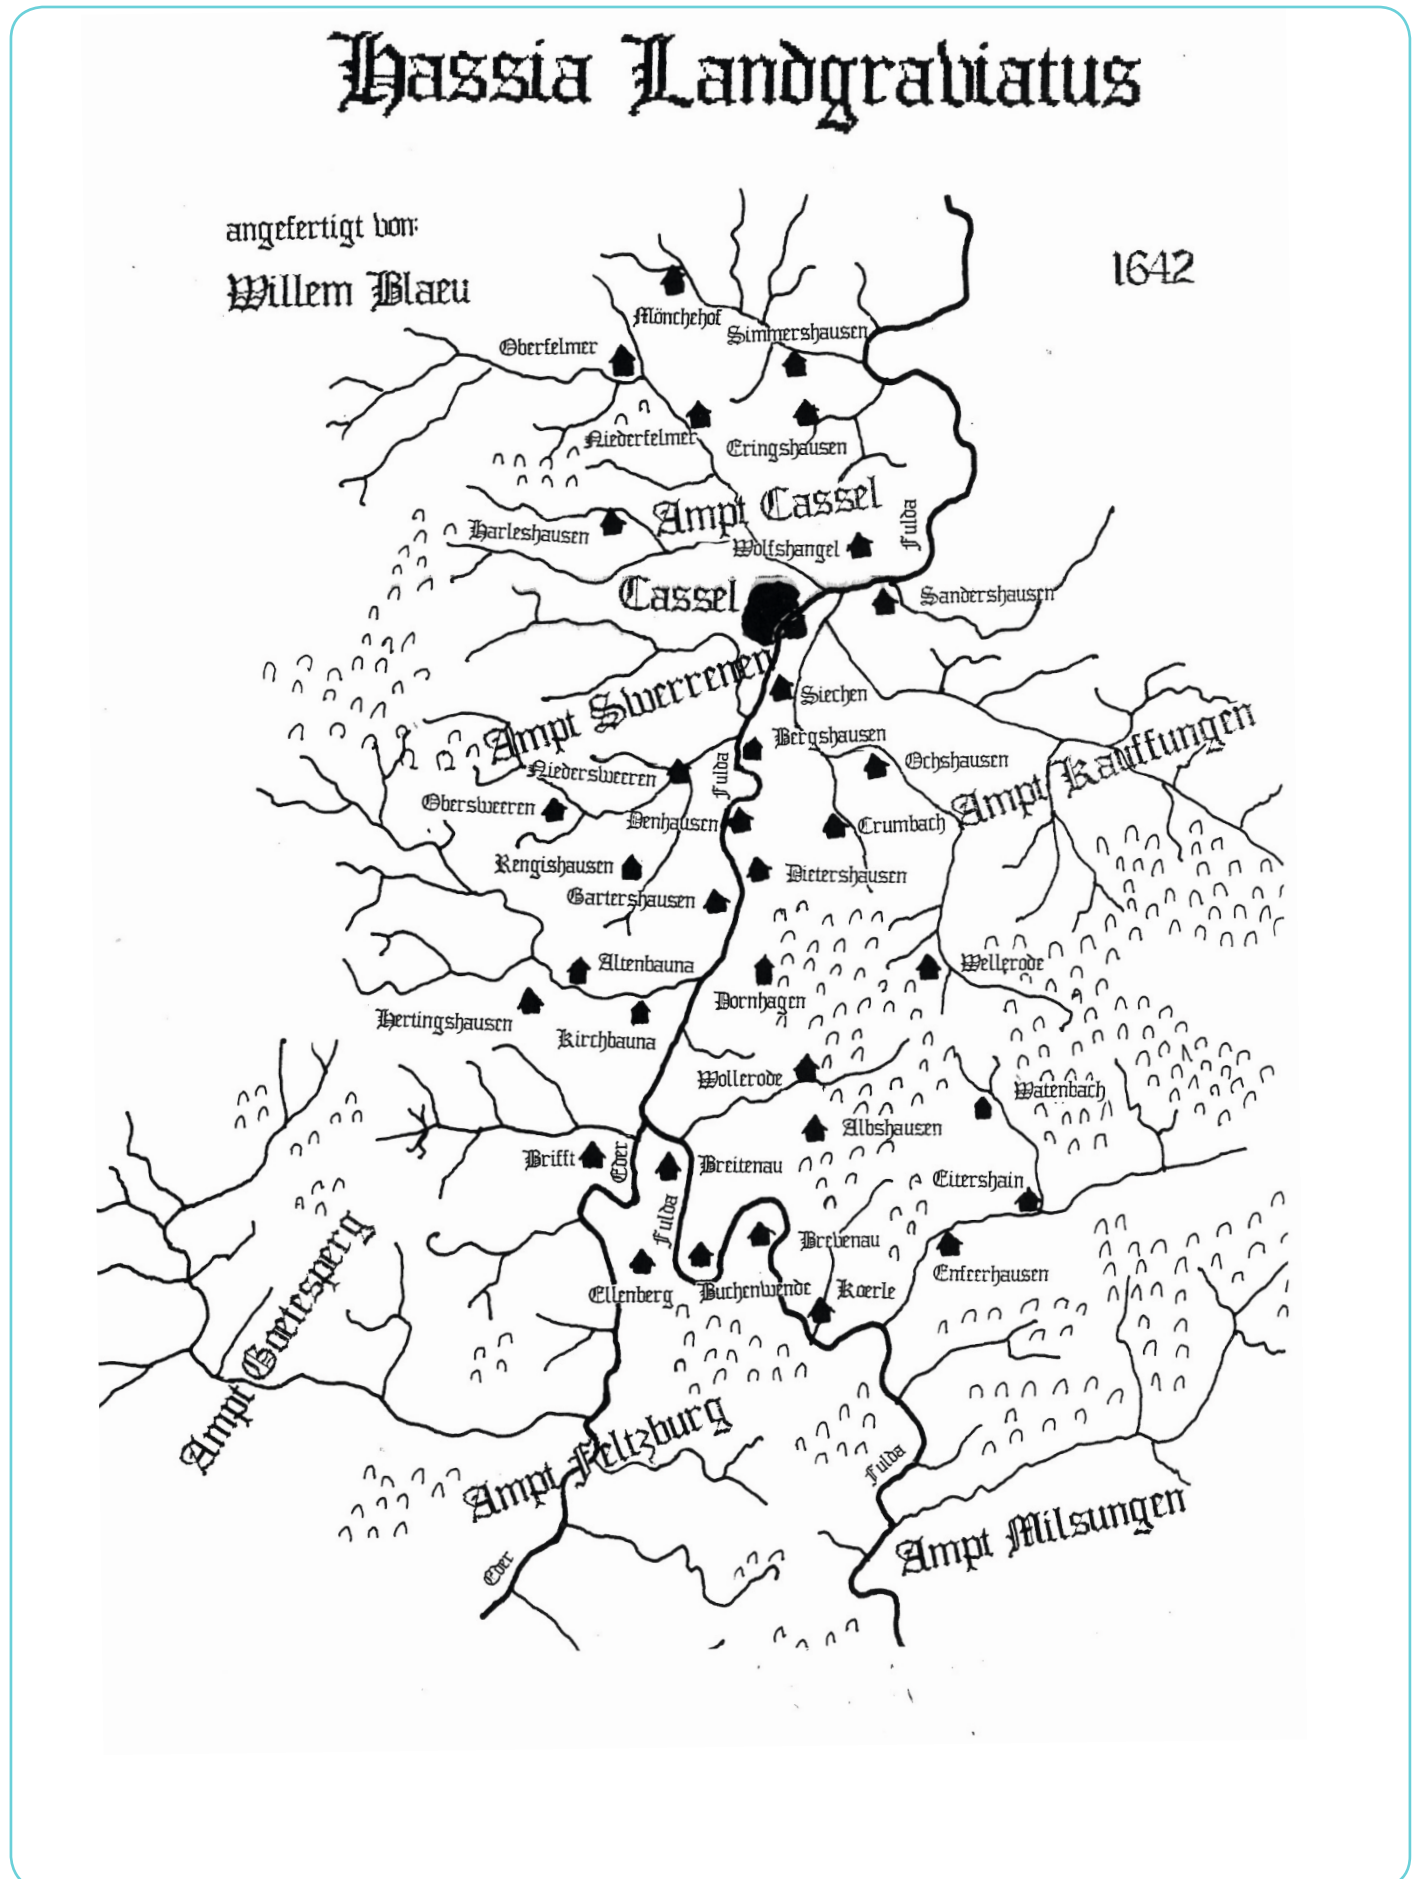 Hassia Landgraviatus
angefertigt von:
Willem Blaeu
1642
Mönchehof
Simmershausen
Oberfelmer
Niederfelmer
Eringshausen
Ampt Cassel
Fulda
Harleshausen
Wolfshangel
Cassel
Sandershausen
Ampt Swerrenen
Siechen
Bergshausen
Ochshausen
Ampt Kauffungen
Niedersweeren
Fulda
Obersweeren
Denhausen
Crumbach
Rengishausen
Dietershausen
Gartershausen
Altenbauna
Wellerode
Dornhagen
Hertingshausen
Kirchbauna
Wollerode
Watenbach
Albshausen
Brifft
Eder
Breitenau
Eitershain
Fulda
Brebenau
Enfeerhausen
Ellenberg
Buchenwende
Koerle
Ampt Goetesperg
Ampt Feltzburg
Fulda
Ampt Milsungen
Eder